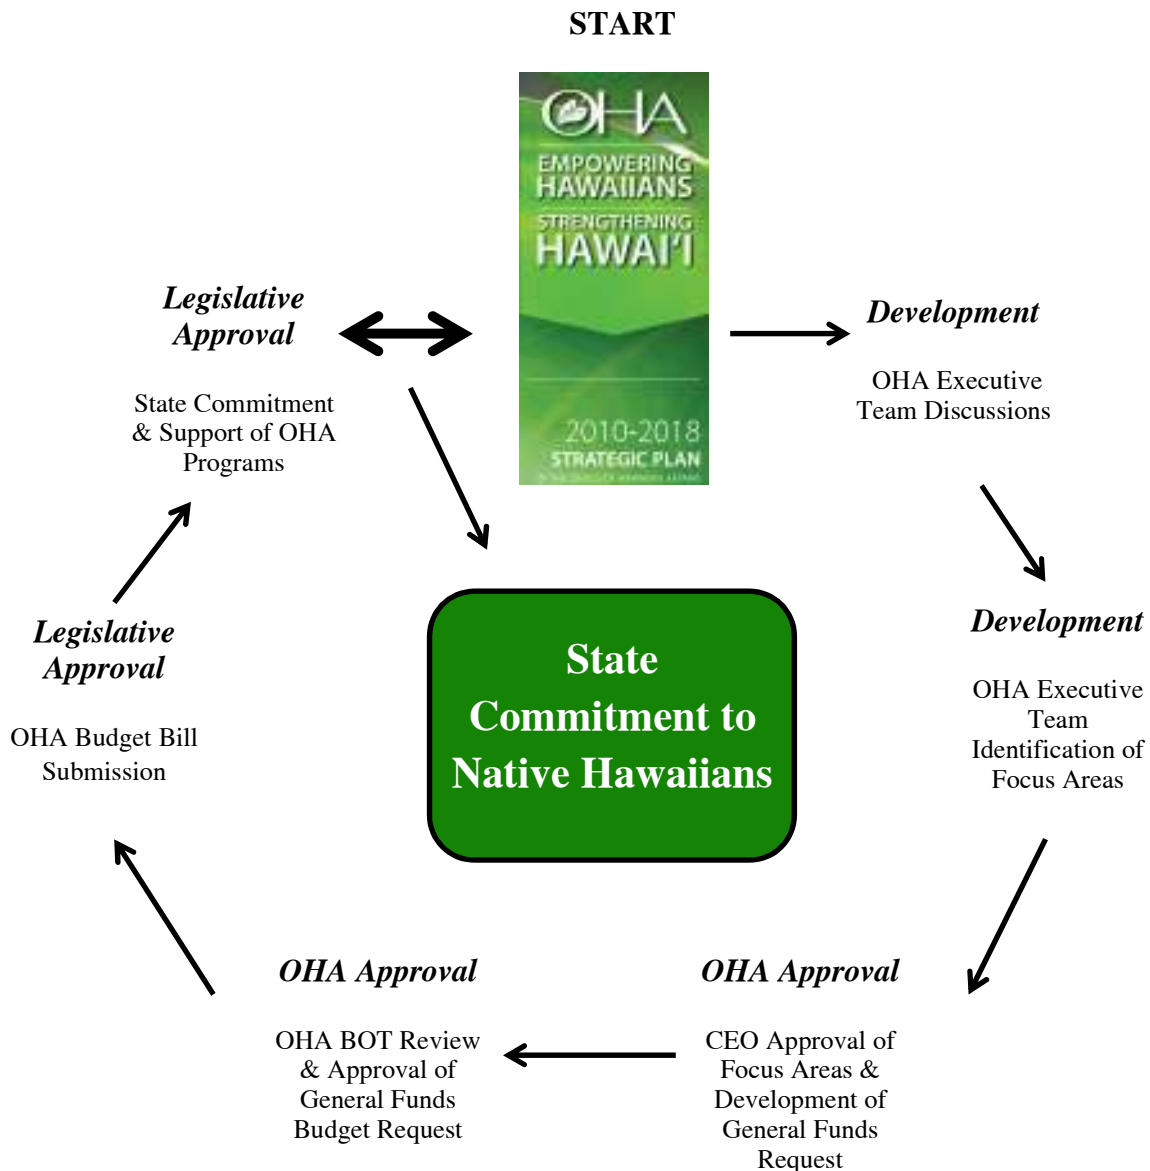 START
OHA
EMPOWERING
HAWAIIANS
STRENGTHENING
HAWAI'I
2010-2018
STRATEGIC PLAN
Development
OHA Executive
Team Discussions
Development
OHA Executive
Team
Identification of
Focus Areas
OHA Approval
CEO Approval of
Focus Areas &
Development of
General Funds
Request
OHA Approval
OHA BOT Review
& Approval of
General Funds
Budget Request
Legislative
Approval
OHA Budget Bill
Submission
Legislative
Approval
State Commitment
& Support of OHA
Programs
State
Commitment to
Native Hawaiians